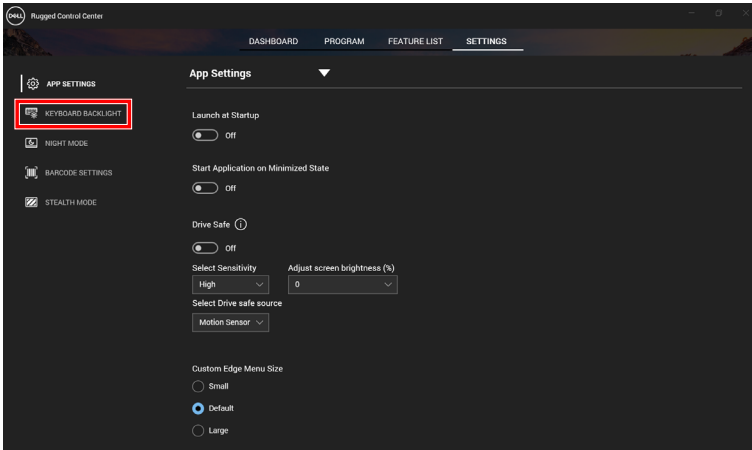 DELL Rugged Control Center
DASHBOARD PROGRAM FEATURE LIST SETTINGS
APP SETTINGS
KEYBOARD BACKLIGHT
NIGHT MODE
BARCODE SETTINGS
STEALTH MODE
App Settings
Launch at Startup
Off
Start Application on Minimized State
Off
Drive Safe
Off
Select Sensitivity Adjust screen brightness (%)
High 0
Select Drive safe source
Motion Sensor
Custom Edge Menu Size
Small
Default
Large